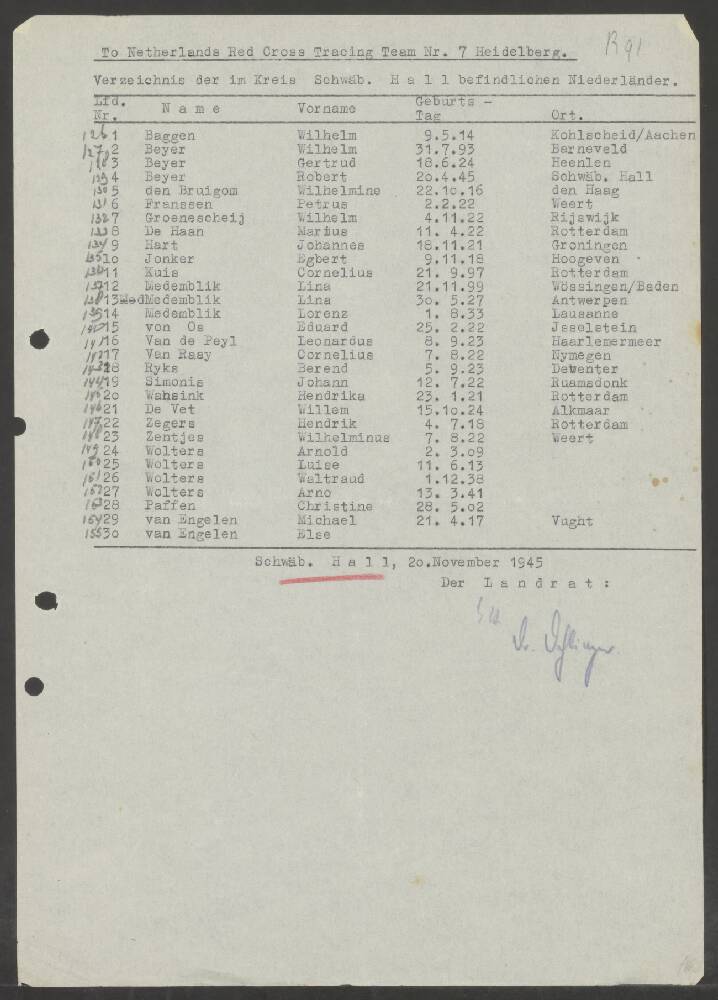 R 91
To Netherlands Red Cross Tracing Team Nr. 7 Heidelberg.
Verzeichnis der im Kreis Schwäb. H a l l befindlichen Niederländer.
Lfd. Nr. N a m e Vorname Geburts - Tag Ort.
1 Baggen Wilhelm 9.5.14 Kohlscheid/Aachen
2 Beyer Wilhelm 31.7.93 Barneveld
3 Beyer Gertrud 18.6.24 Heenlen
4 Beyer Robert 2o.4.45 Schwäb. Hall
5 den Bruigom Wilhelmine 22.1o.16 den Haag
6 Franssen Petrus 2.2.22 Weert
7 Groenescheij Wilhelm 4.11.22 Rijswijk
8 De Haan Marius 11. 4.22 Rotterdam
9 Hart Johannes 18.11.21 Groningen
1o Jonker Egbert 9.11.18 Hoogeven
11 Kuis Cornelius 21. 9.97 Rotterdam
12 Medemblik Lina 21.11.99 Wössingen/Baden
13 Medemblik Lina 3o. 5.27 Antwerpen
14 Medemblik Lorenz 1. 8.33 Lausanne
15 von Os Eduard 25. 2.22 Jsselstein
16 Van de Peyl Leonardus 8. 9.23 Haarlemermeer
17 Van Raay Cornelius 7. 8.22 Nymegen
18 Ryks Berend 5. 9.23 Deventer
19 Simonis Johann 12. 7.22 Ruamsdonk
2o Wahsink Hendrika 23. 1.21 Rotterdam
21 De Vet Willem 15.1o.24 Alkmaar
22 Zegers Hendrik 4. 7.18 Rotterdam
23 Zentjes Wilhelminus 7. 8.22 Weert
24 Wolters Arnold 2. 3.o9
25 Wolters Luise 11. 6.13
26 Wolters Waltraud 1.12.38
27 Wolters Arno 13. 3.41
28 Paffen Christine 28. 5.o2
29 van Engelen Michael 21. 4.17 Vught
3o van Engelen Else
Schwäb. H a l l, 2o.November 1945
Der L a n d r a t :